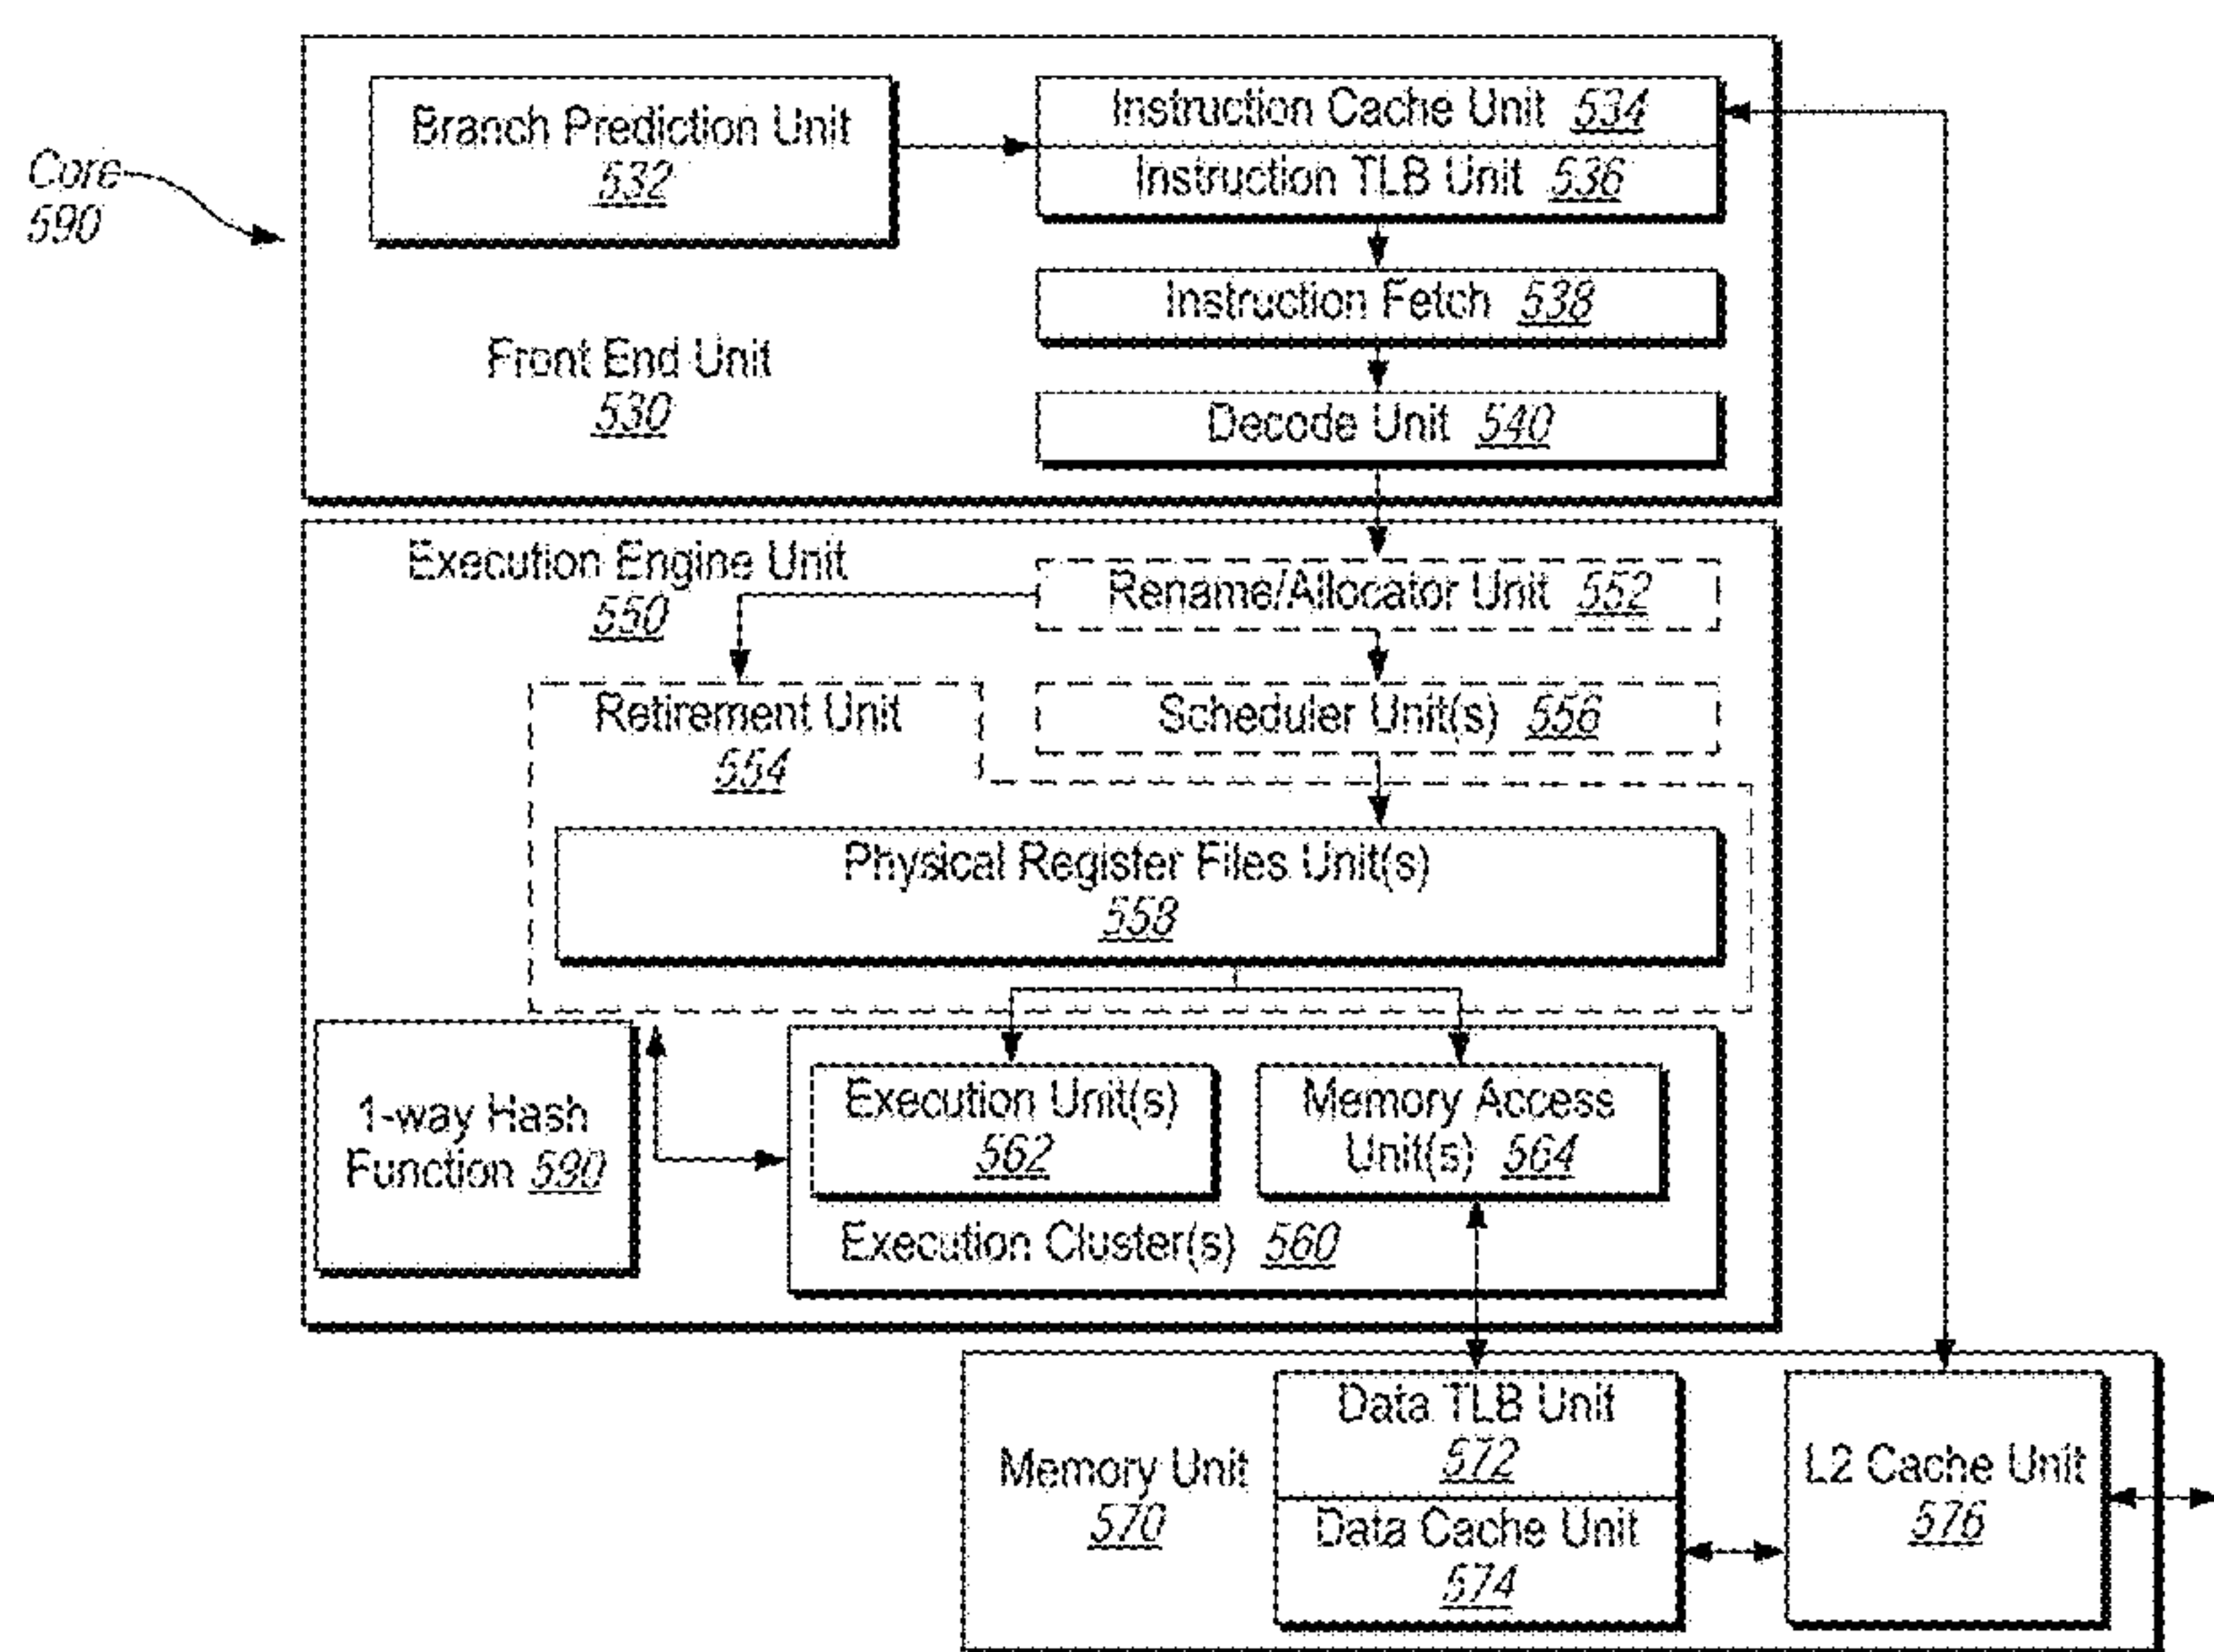 Core
590
Branch Prediction Unit
532
Instruction Cache Unit 534
Instruction TLB Unit 536
Instruction Fetch 538
Front End Unit
530
Decode Unit 540
Execution Engine Unit
550
Rename/Allocator Unit 552
Retirement Unit
554
Scheduler Unit(s) 556
Physical Register Files Unit(s)
558
1-way Hash
Function 590
Execution Unit(s)
562
Memory Access
Unit(s) 564
Execution Cluster(s) 560
Memory Unit
570
Data TLB Unit
572
Data Cache Unit
574
L2 Cache Unit
576